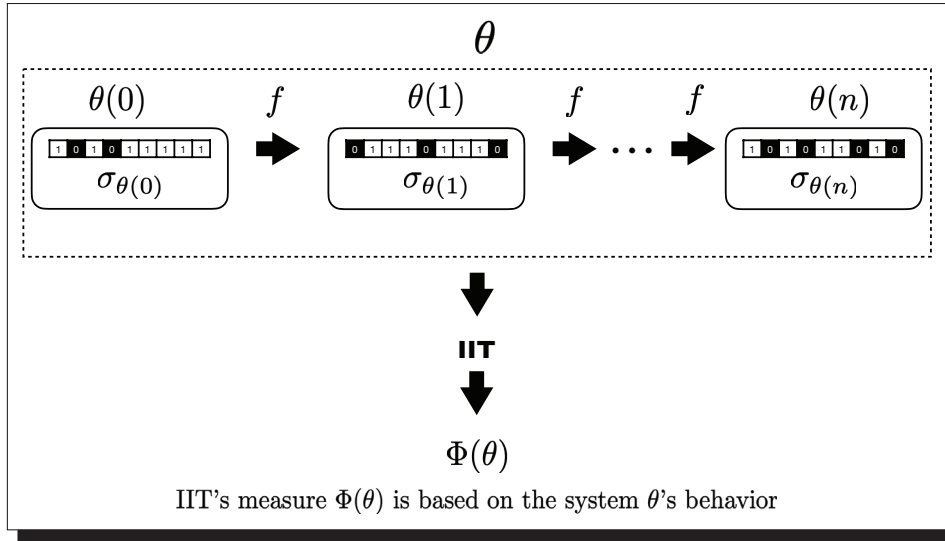 θ
θ(0) f θ(1) f f θ(n)
1 0 1 0 1 1 1 1 1 0 1 1 1 0 1 1 1 0 ... 1 0 1 0 1 1 0 1 0
σθ(0) σθ(1) σθ(n)
IIT
Φ(θ)
IIT's measure Φ(θ) is based on the system θ's behavior